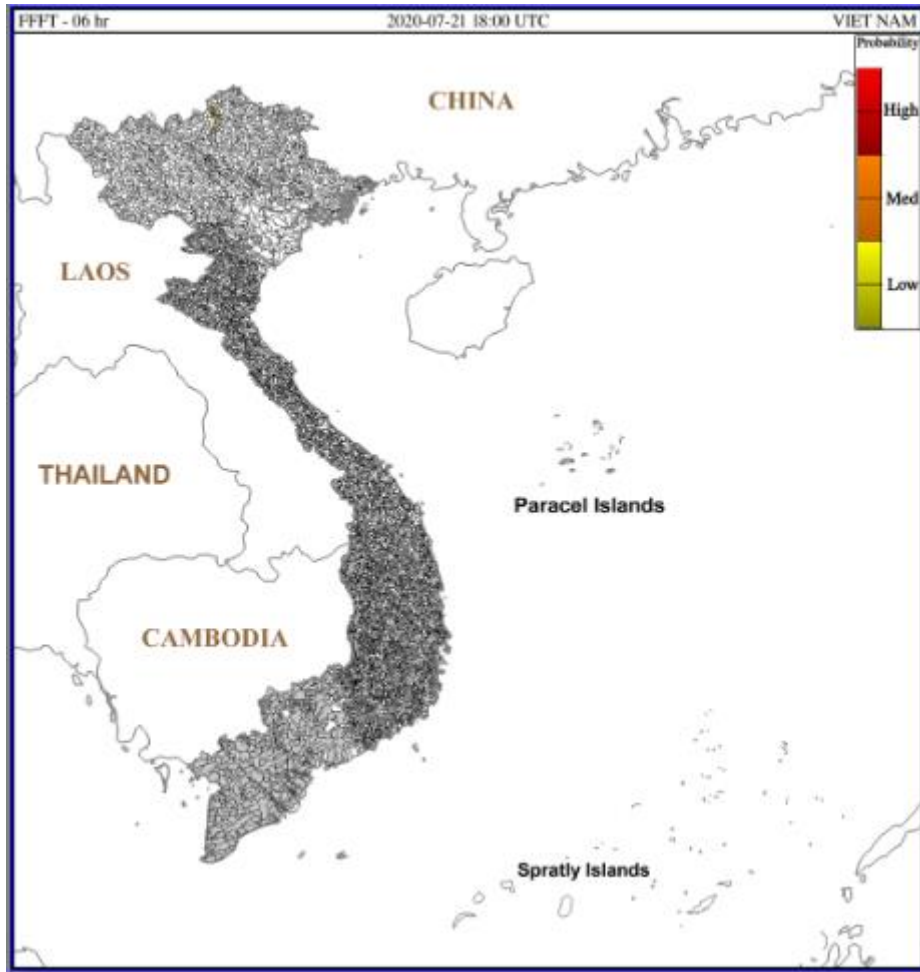 FFFT - 06 hr 2020-07-21 18:00 UTC VIET NAM
Probability
High
Med
Low
CHINA
LAOS
THAILAND
Paracel Islands
CAMBODIA
Spratly Islands